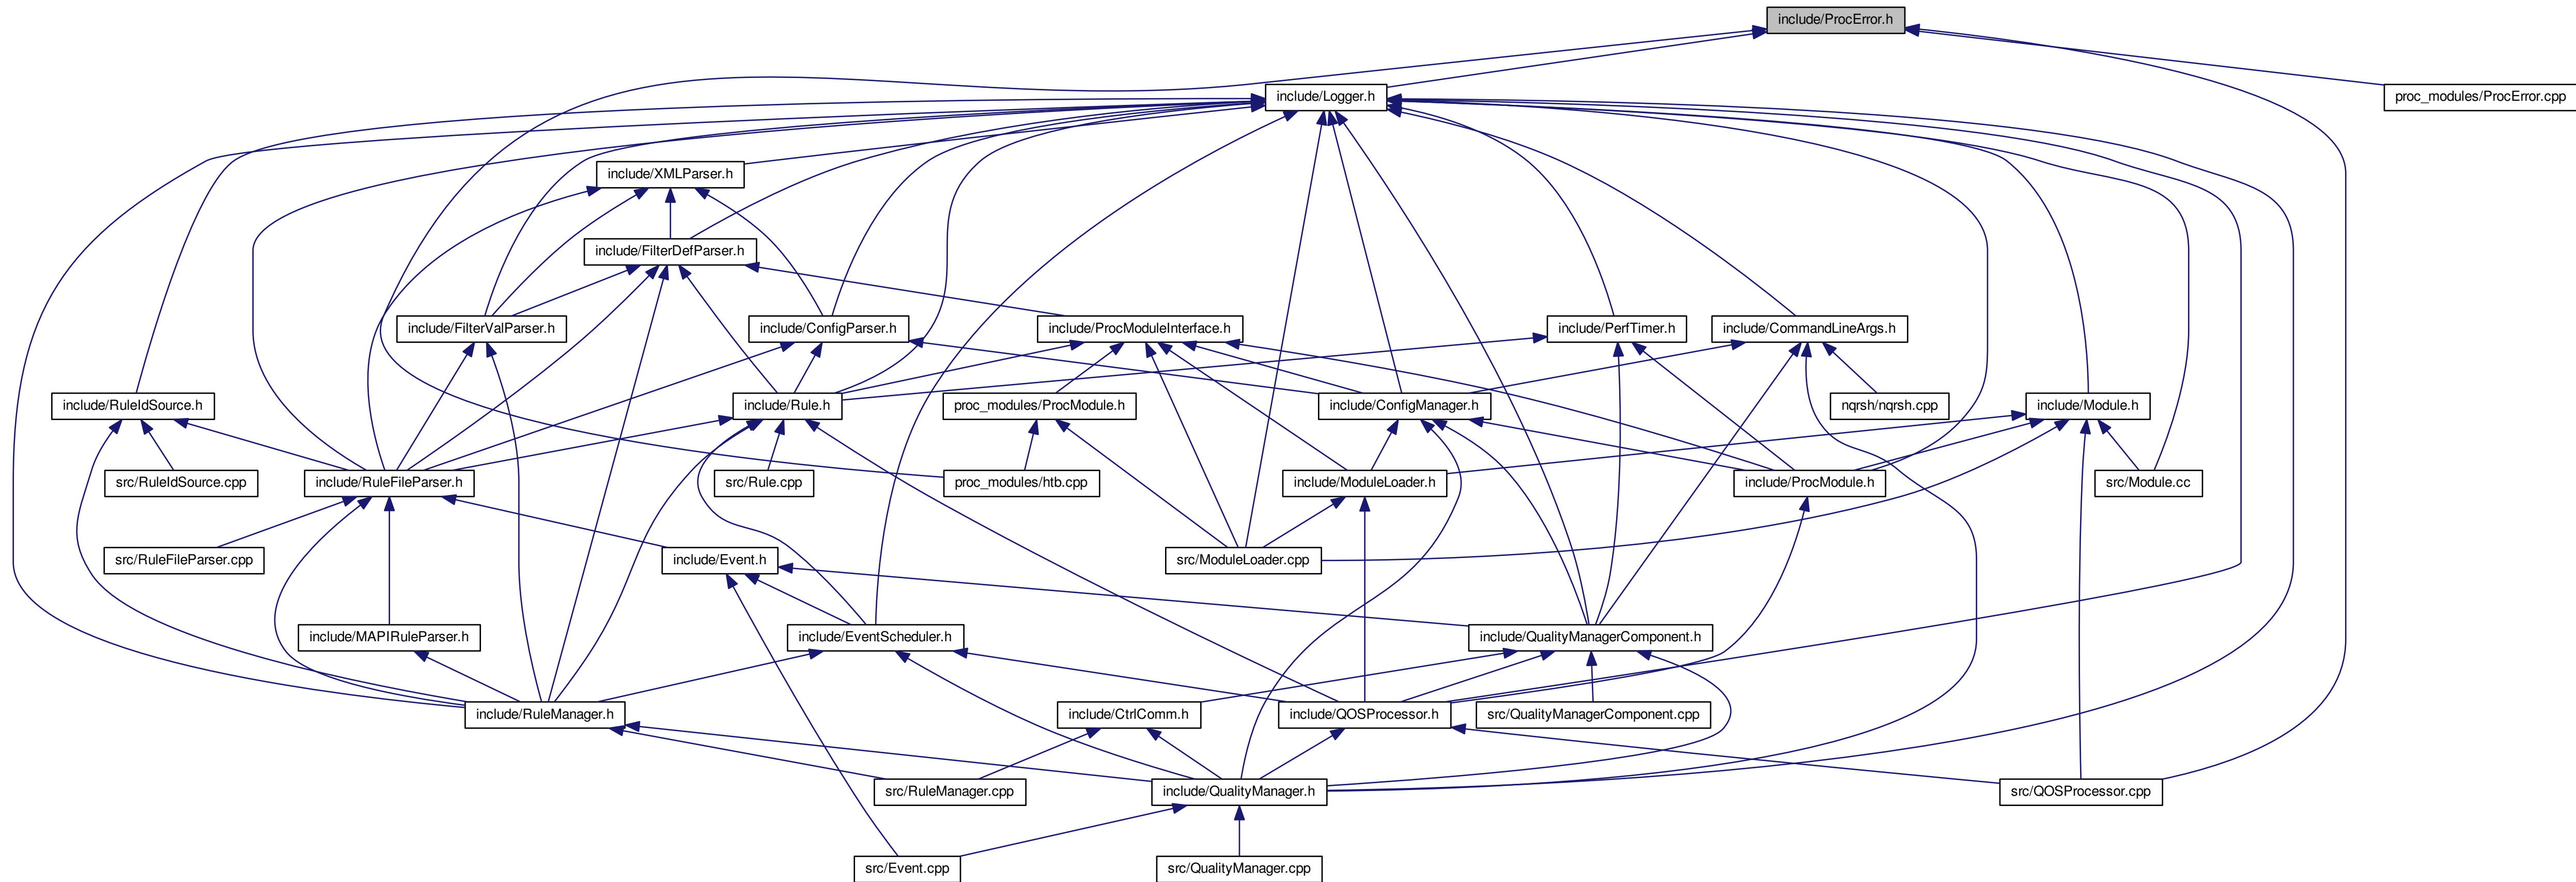 include/ProcError.h
include/Logger.h
proc_modules/ProcError.cpp
include/XMLParser.h
include/FilterDefParser.h
include/FilterValParser.h
include/ConfigParser.h
include/ProcModuleInterface.h
include/PerfTimer.h
include/CommandLineArgs.h
include/RuleIdSource.h
include/Rule.h
proc_modules/ProcModule.h
include/ConfigManager.h
nqrsh/nqrsh.cpp
include/Module.h
src/RuleIdSource.cpp
include/RuleFileParser.h
src/Rule.cpp
proc_modules/htb.cpp
include/ModuleLoader.h
include/ProcModule.h
src/Module.cc
src/RuleFileParser.cpp
include/Event.h
src/ModuleLoader.cpp
include/MAPIRuleParser.h
include/EventScheduler.h
include/QualityManagerComponent.h
include/RuleManager.h
include/CtrlComm.h
include/QOSProcessor.h
src/QualityManagerComponent.cpp
src/RuleManager.cpp
include/QualityManager.h
src/QOSProcessor.cpp
src/Event.cpp
src/QualityManager.cpp